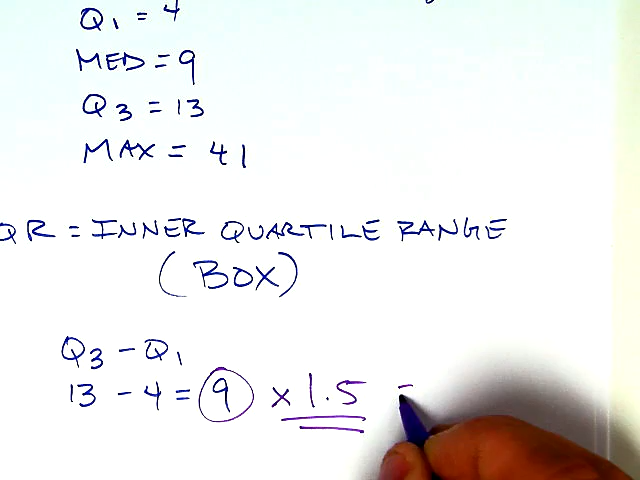 Q1 = 4
MED = 9
Q3 = 13
MAX = 41
QR = INNER QUARTILE RANGE
(BOX)
Q3 - Q1
13 - 4 = 9 x 1.5 =